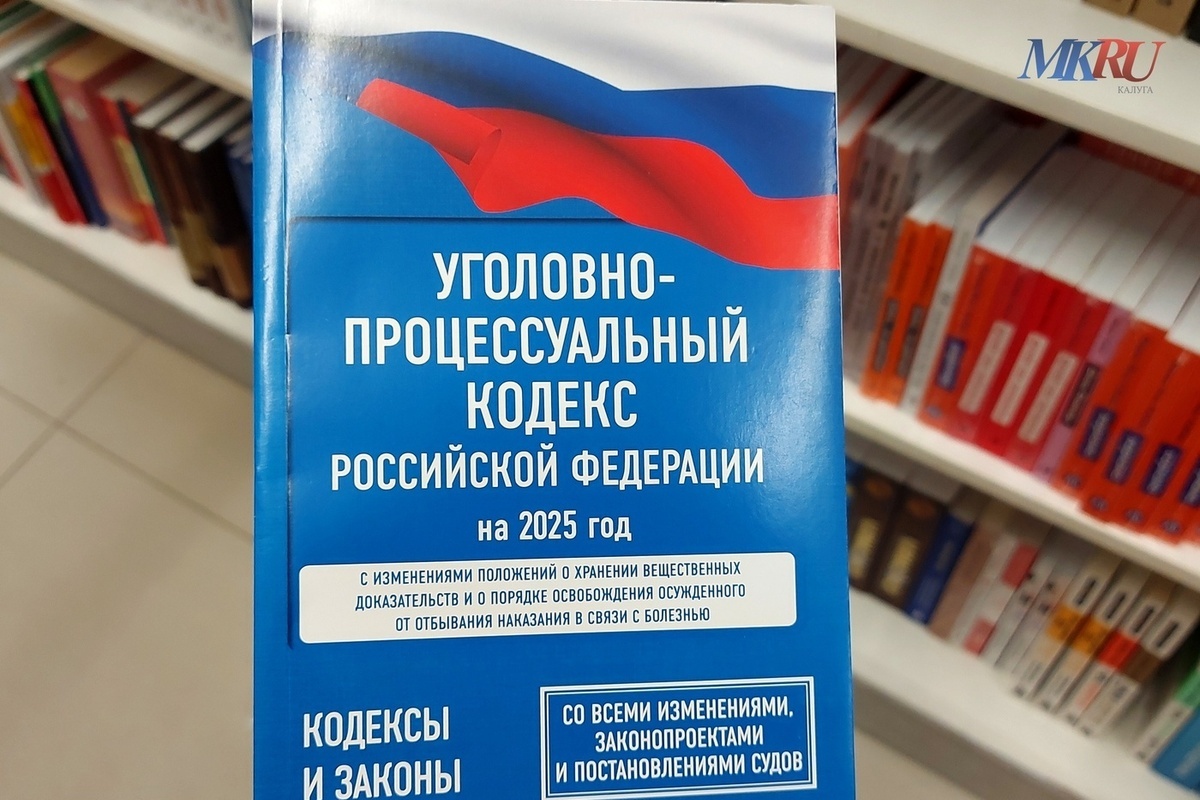 MKRU
КАЛУГА
УГОЛОВНО-
ПРОЦЕССУАЛЬНЫЙ
КОДЕКС
РОССИЙСКОЙ ФЕДЕРАЦИИ
на 2025 год
С ИЗМЕНЕНИЯМИ ПОЛОЖЕНИЙ О ХРАНЕНИИ ВЕЩЕСТВЕННЫХ
ДОКАЗАТЕЛЬСТВ И О ПОРЯДКЕ ОСВОБОЖДЕНИЯ ОСУЖДЕННОГО
ОТ ОТБЫВАНИЯ НАКАЗАНИЯ В СВЯЗИ С БОЛЕЗНЬЮ
КОДЕКСЫ
И ЗАКОНЫ
СО ВСЕМИ ИЗМЕНЕНИЯМИ,
ЗАКОНОПРОЕКТАМИ
И ПОСТАНОВЛЕНИЯМИ СУДОВ